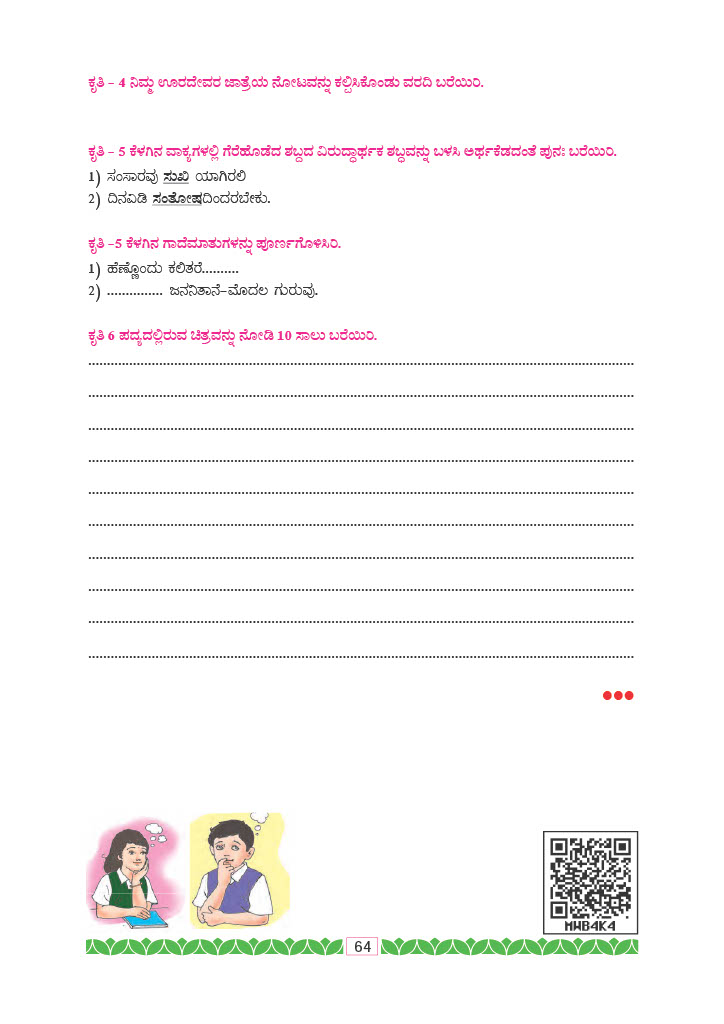 ಕೃತಿ - 4 ನಿಮ್ಮ ಊರದೇವರ ಜಾತ್ರೆಯ ನೋಟವನ್ನು ಕಲ್ಪಿಸಿಕೊಂಡು ವರದಿ ಬರೆಯಿರಿ.
ಕೃತಿ - 5 ಕೆಳಗಿನ ವಾಕ್ಯಗಳಲ್ಲಿ ಗೆರೆಹೊಡೆದ ಶಬ್ದದ ವಿರುದ್ಧಾರ್ಥಕ ಶಬ್ಧವನ್ನು ಬಳಸಿ ಅರ್ಥಕೆಡದಂತೆ ಪುನಃ ಬರೆಯಿರಿ.
1) ಸಂಸಾರವು ಸುಖಿ ಯಾಗಿರಲಿ
2) ದಿನವಿಡಿ ಸಂತೋಷದಿಂದರಬೇಕು.
ಕೃತಿ -5 ಕೆಳಗಿನ ಗಾದೆಮಾತುಗಳನ್ನು ಪೂರ್ಣಗೊಳಿಸಿರಿ.
1) ಹೆಣ್ಣೊಂದು ಕಲಿತರೆ..........
2) ............... ಜನನಿತಾನೆ-ಮೊದಲ ಗುರುವು.
ಕೃತಿ 6 ಪದ್ಯದಲ್ಲಿರುವ ಚಿತ್ರವನ್ನು ನೋಡಿ 10 ಸಾಲು ಬರೆಯಿರಿ.
MWB4K4
64